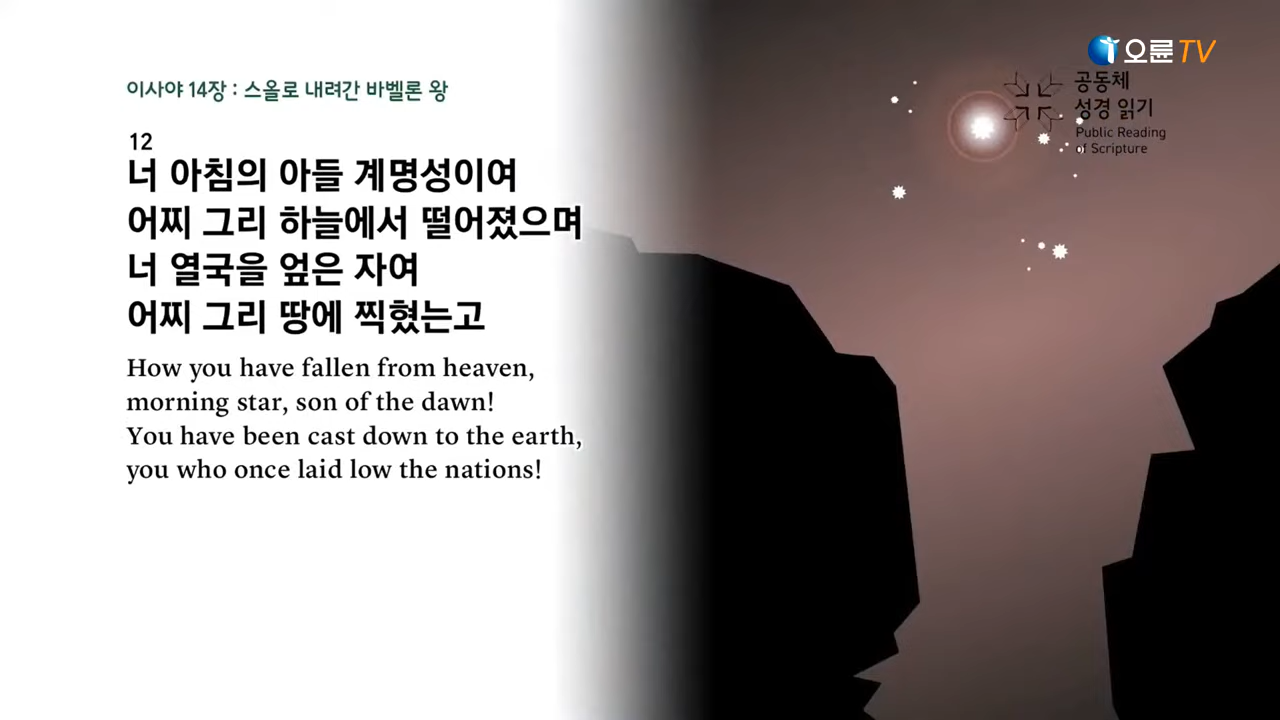 오륜TV
공동체
성경 읽기
Public Reading
of Scripture
이사야 14장 : 스올로 내려간 바벨론 왕
12
너 아침의 아들 계명성이여
어찌 그리 하늘에서 떨어졌으며
너 열국을 엎은 자여
어찌 그리 땅에 찍혔는고
How you have fallen from heaven,
morning star, son of the dawn!
You have been cast down to the earth,
you who once laid low the nations!